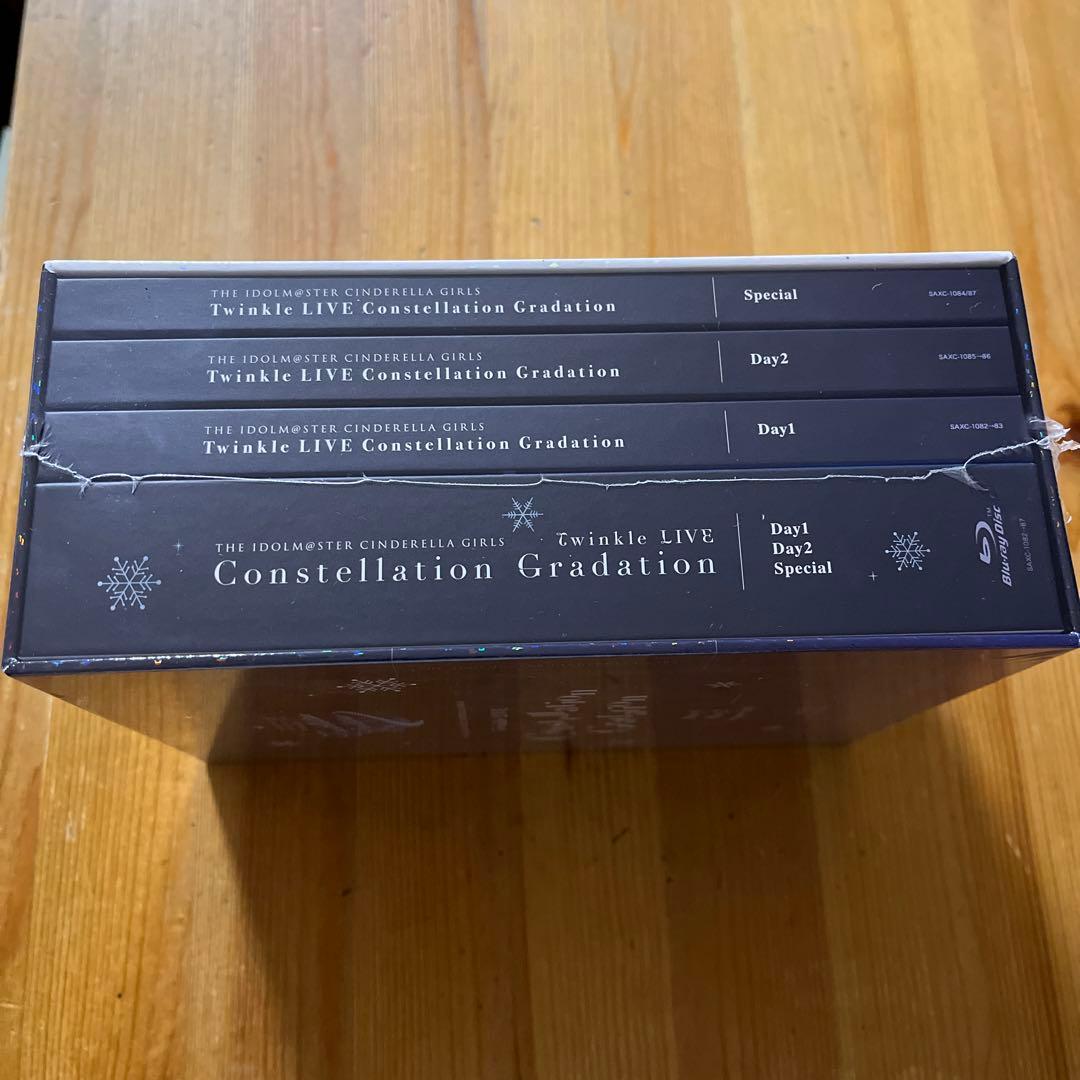 THE IDOLM@STER CINDERELLA GIRLS
Twinkle LIVE Constellation Gradation
Special
SAXC-1084/87
THE IDOLM@STER CINDERELLA GIRLS
Twinkle LIVE Constellation Gradation
Day2
SAXC-1085~86
THE IDOLM@STER CINDERELLA GIRLS
Twinkle LIVE Constellation Gradation
Day1
SAXC-1082~83
THE IDOLM@STER CINDERELLA GIRLS
Twinkle LIVE
Constellation Gradation
Day1
Day2
Special
Blu-ray Disc™
SAXC-1082~87